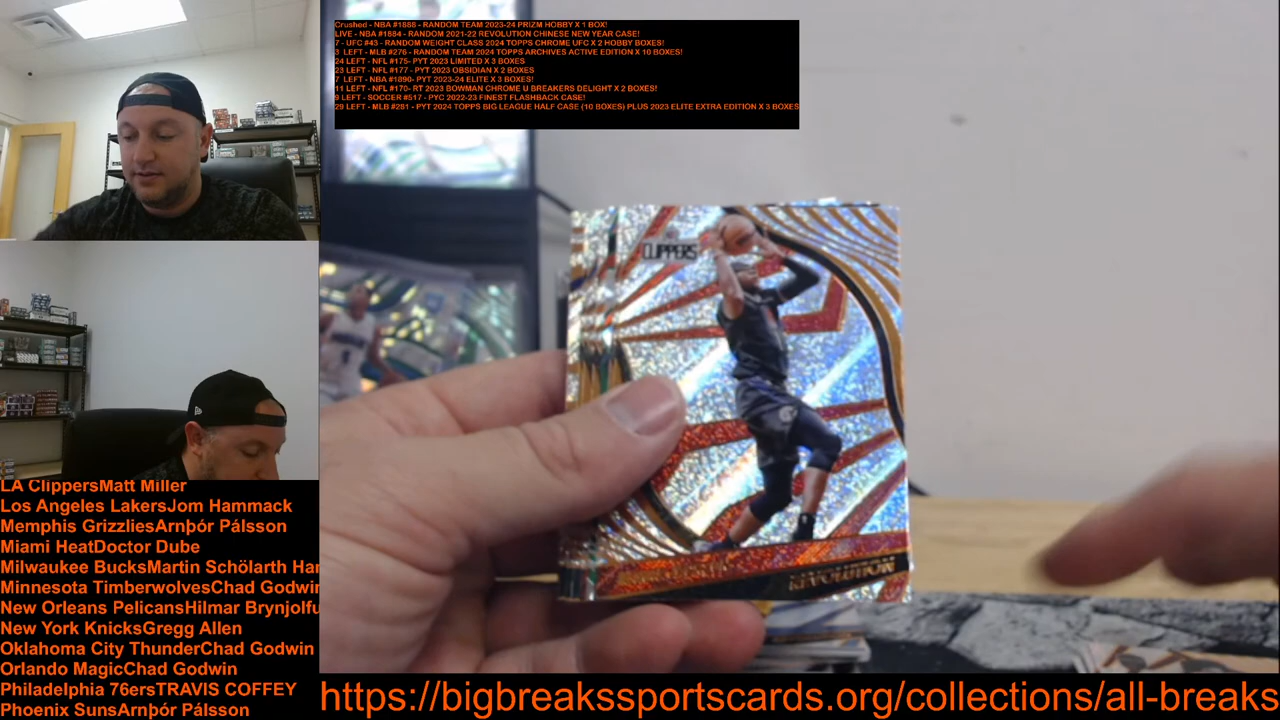 Crushed - NBA #1888 - RANDOM TEAM 2023-24 PRIZM HOBBY X 1 BOX!
LIVE - NBA #1884 - RANDOM 2021-22 REVOLUTION CHINESE NEW YEAR CASE!
7 - UFC #43 - RANDOM WEIGHT CLASS 2024 TOPPS CHROME UFC X 2 HOBBY BOXES!
3 LEFT - MLB #276 - RANDOM TEAM 2024 TOPPS ARCHIVES ACTIVE EDITION X 10 BOXES!
24 LEFT - NFL #175- PYT 2023 LIMITED X 3 BOXES
23 LEFT - NFL #177 - PYT 2023 OBSIDIAN X 2 BOXES
7 LEFT - NBA #1890- PYT 2023-24 ELITE X 3 BOXES!
11 LEFT - NFL #170- RT 2023 BOWMAN CHROME U BREAKERS DELIGHT X 2 BOXES!
9 LEFT - SOCCER #517 - PYC 2022-23 FINEST FLASHBACK CASE!
29 LEFT - MLB #281 - PYT 2024 TOPPS BIG LEAGUE HALF CASE (10 BOXES) PLUS 2023 ELITE EXTRA EDITION X 3 BOXES
CLIPPERS
REVOLUTION
LA ClippersMatt Miller
Los Angeles LakersJom Hammack
Memphis GrizzliesArnþór Pálsson
Miami HeatDoctor Dube
Milwaukee BucksMartin Schölarth Har
Minnesota TimberwolvesChad Godwin
New Orleans PelicansHilmar Brynjolfu
New York KnicksGregg Allen
Oklahoma City ThunderChad Godwin
Orlando MagicChad Godwin
Philadelphia 76ersTRAVIS COFFEY
Phoenix SunsArnþór Pálsson
https://bigbreakssportscards.org/collections/all-breaks